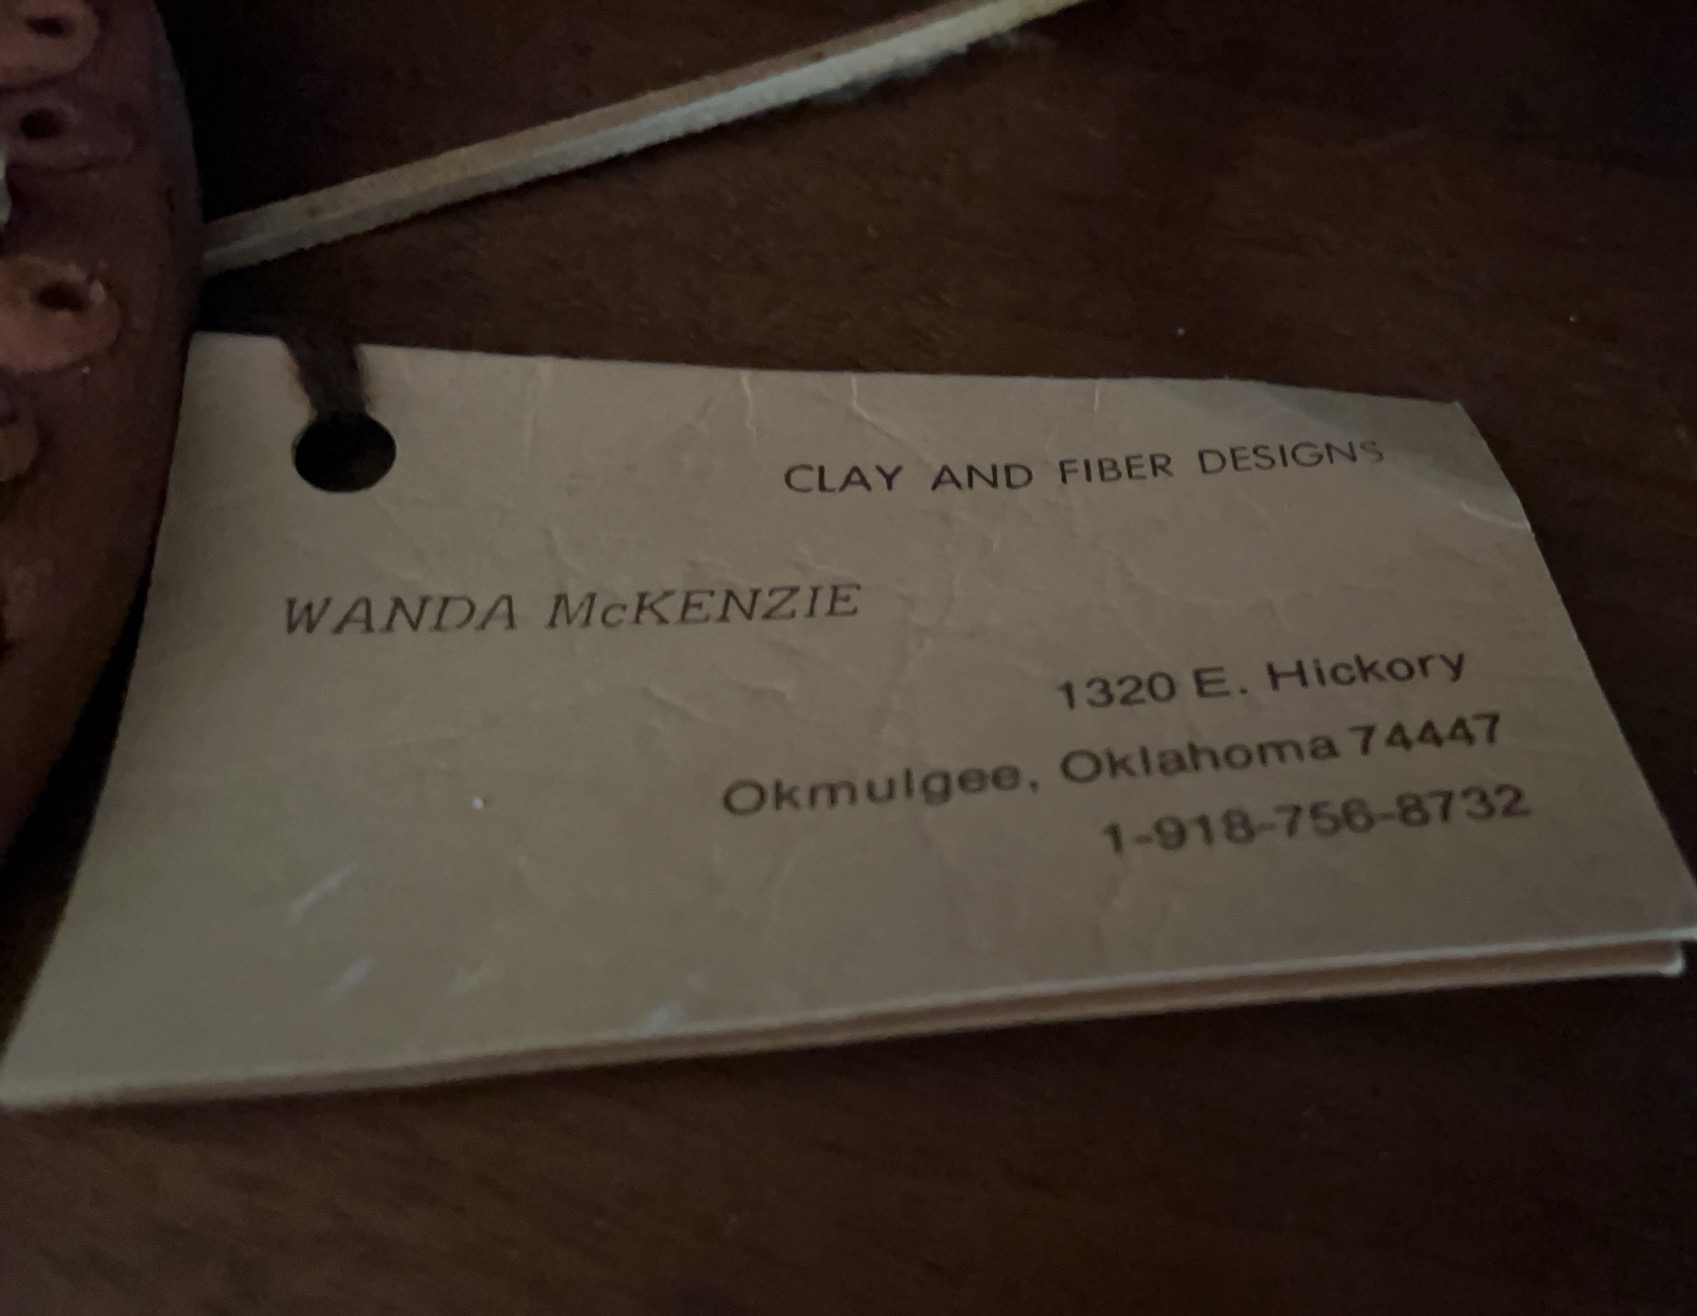 CLAY AND FIBER DESIGNS
WANDA McKENZIE
1320 E. Hickory
Okmulgee, Oklahoma 74447
1-918-756-8732